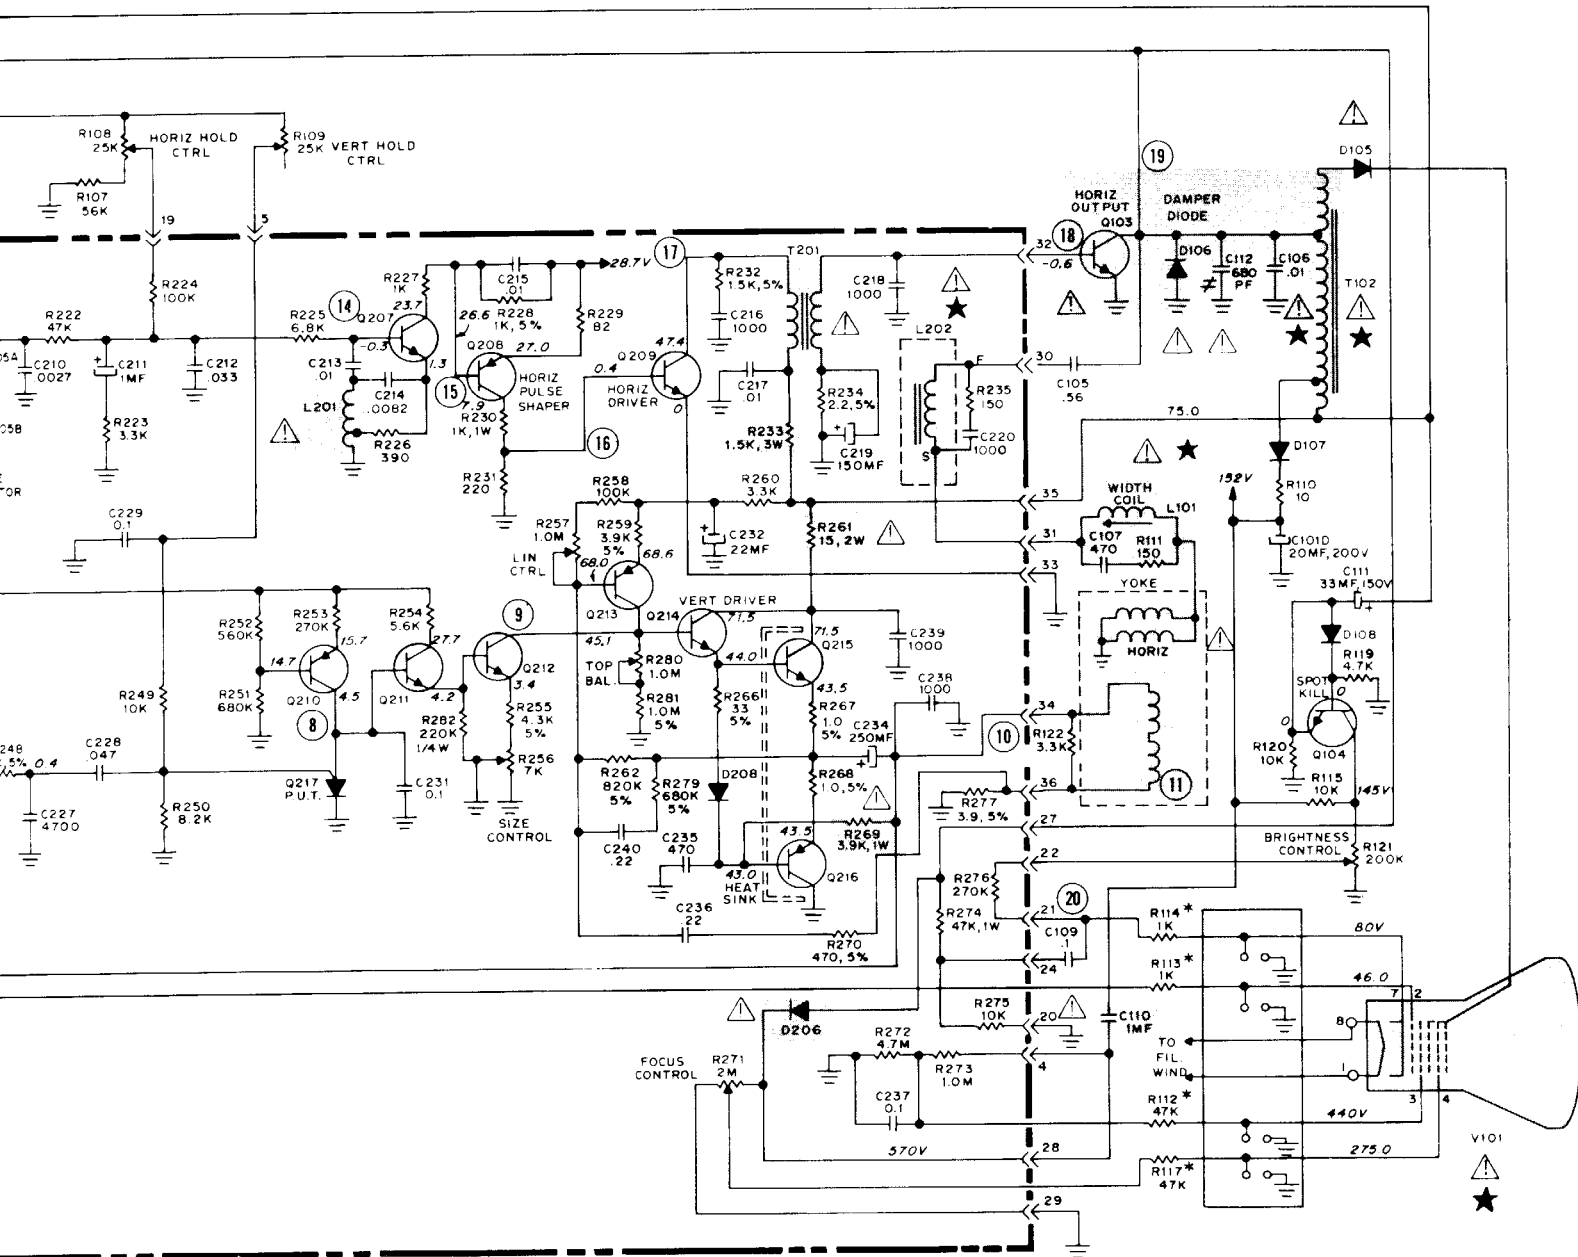 R108
25K
HORIZ HOLD
CTRL
R109
25K VERT HOLD
CTRL
R107
56K
19
5
R224
100K
R222
47K
R225
6.8K
14
Q207
-0.3
R227
1K
23.7
1.3
C210
.0027
C211
1MF
C212
.033
R223
3.3K
C213
.01
C214
.0082
L201
R226
390
26.6
C215
.01
R228
1K, 5%
R229
82
28.7V
Q208
27.0
15
7.9
HORIZ
PULSE
SHAPER
R230
1K, 1W
R231
220
16
0.4
Q209
HORIZ
DRIVER
47.4
0
17
R232
1.5K, 5%
C216
1000
C217
.01
T201
R233
1.5K, 3W
R234
2.2, 5%
C219
150MF
C218
1000
L202
F
S
R235
150
C220
1000
32
18
-0.6
30
C105
.56
HORIZ
OUTPUT
Q103
19
DAMPER
DIODE
D106
C112
680
PF
C106
.01
T102
D105
75.0
D107
R110
10
152V
C101D
20MF, 200V
C111
33MF, 150V
D108
R119
4.7K
SPOT
KILL
0
0
Q104
R120
10K
R115
10K
145V
BRIGHTNESS
CONTROL
R121
200K
35
31
33
WIDTH
COIL
L101
C107
470
R111
150
YOKE
HORIZ
34
10
R122
3.3K
11
36
27
22
21
20
24
20
4
28
29
C229
0.1
R252
560K
R253
270K
15.7
14.7
R251
680K
Q210
4.5
8
R254
5.6K
27.7
Q211
4.2
9
Q212
3.4
R282
220K
1/4W
R255
4.3K
5%
R256
7K
SIZE
CONTROL
R249
10K
C228
.047
0.4
C227
4700
R250
8.2K
Q217
P.U.T.
C231
0.1
R258
100K
R257
1.0M
LIN
CTRL
R259
3.9K
5%
68.0
68.6
Q213
C232
22MF
R260
3.3K
R261
15, 2W
VERT DRIVER
Q214
71.5
45.1
TOP
BAL.
R280
1.0M
R281
1.0M
5%
44.0
R266
33
5%
71.5
Q215
43.5
R267
1.0
5%
C234
250MF
C239
1000
C238
1000
R262
820K
5%
R279
680K
5%
D208
R268
1.0, 5%
R269
3.9K, 1W
43.5
Q216
43.0
HEAT
SINK
C240
.22
C235
470
C236
.22
R270
470, 5%
R277
3.9, 5%
R276
270K
R274
47K, 1W
C109
.1
R275
10K
D206
C110
1MF
R272
4.7M
R273
1.0M
C237
0.1
FOCUS
CONTROL
R271
2M
570V
R114*
1K
R113*
1K
R112*
47K
R117*
47K
80V
46.0
440V
275.0
TO
FIL.
WIND.
8
1
7
2
3
4
V101